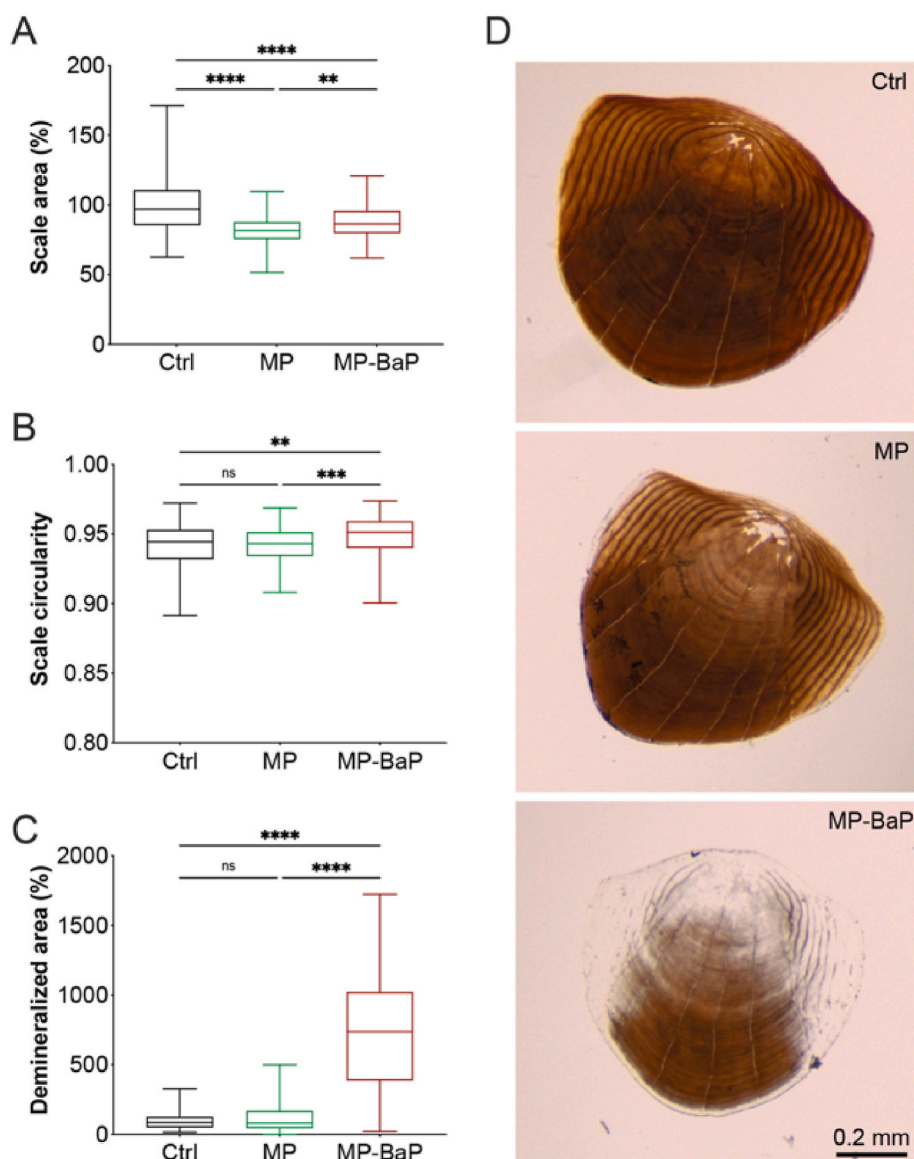 A
****
**** **
Scale area (%)
200
150
100
50
0
Ctrl MP MP-BaP
B
**
ns ***
Scale circularity
1.00
0.95
0.90
0.85
0.80
Ctrl MP MP-BaP
C
****
ns ****
Demineralized area (%)
2000
1500
1000
500
0
Ctrl MP MP-BaP
D
Ctrl
MP
MP-BaP
0.2 mm